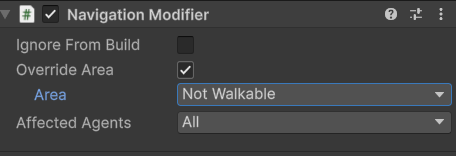 Navigation Modifier
Ignore From Build
Override Area
Area Not Walkable
Affected Agents All